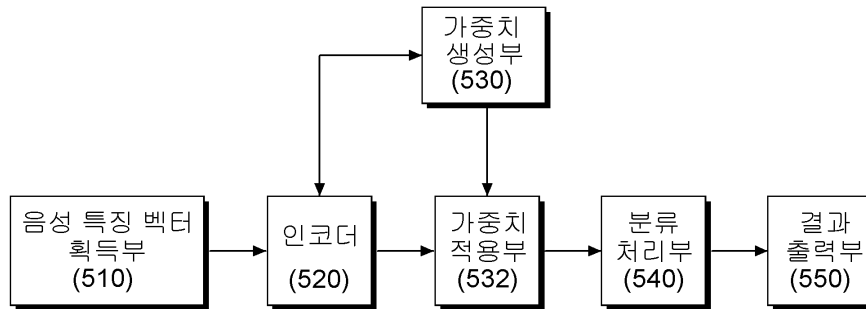 가중치
생성부
(530)
음성 특징 벡터
획득부
(510)
인코더
(520)
가중치
적용부
(532)
분류
처리부
(540)
결과
출력부
(550)